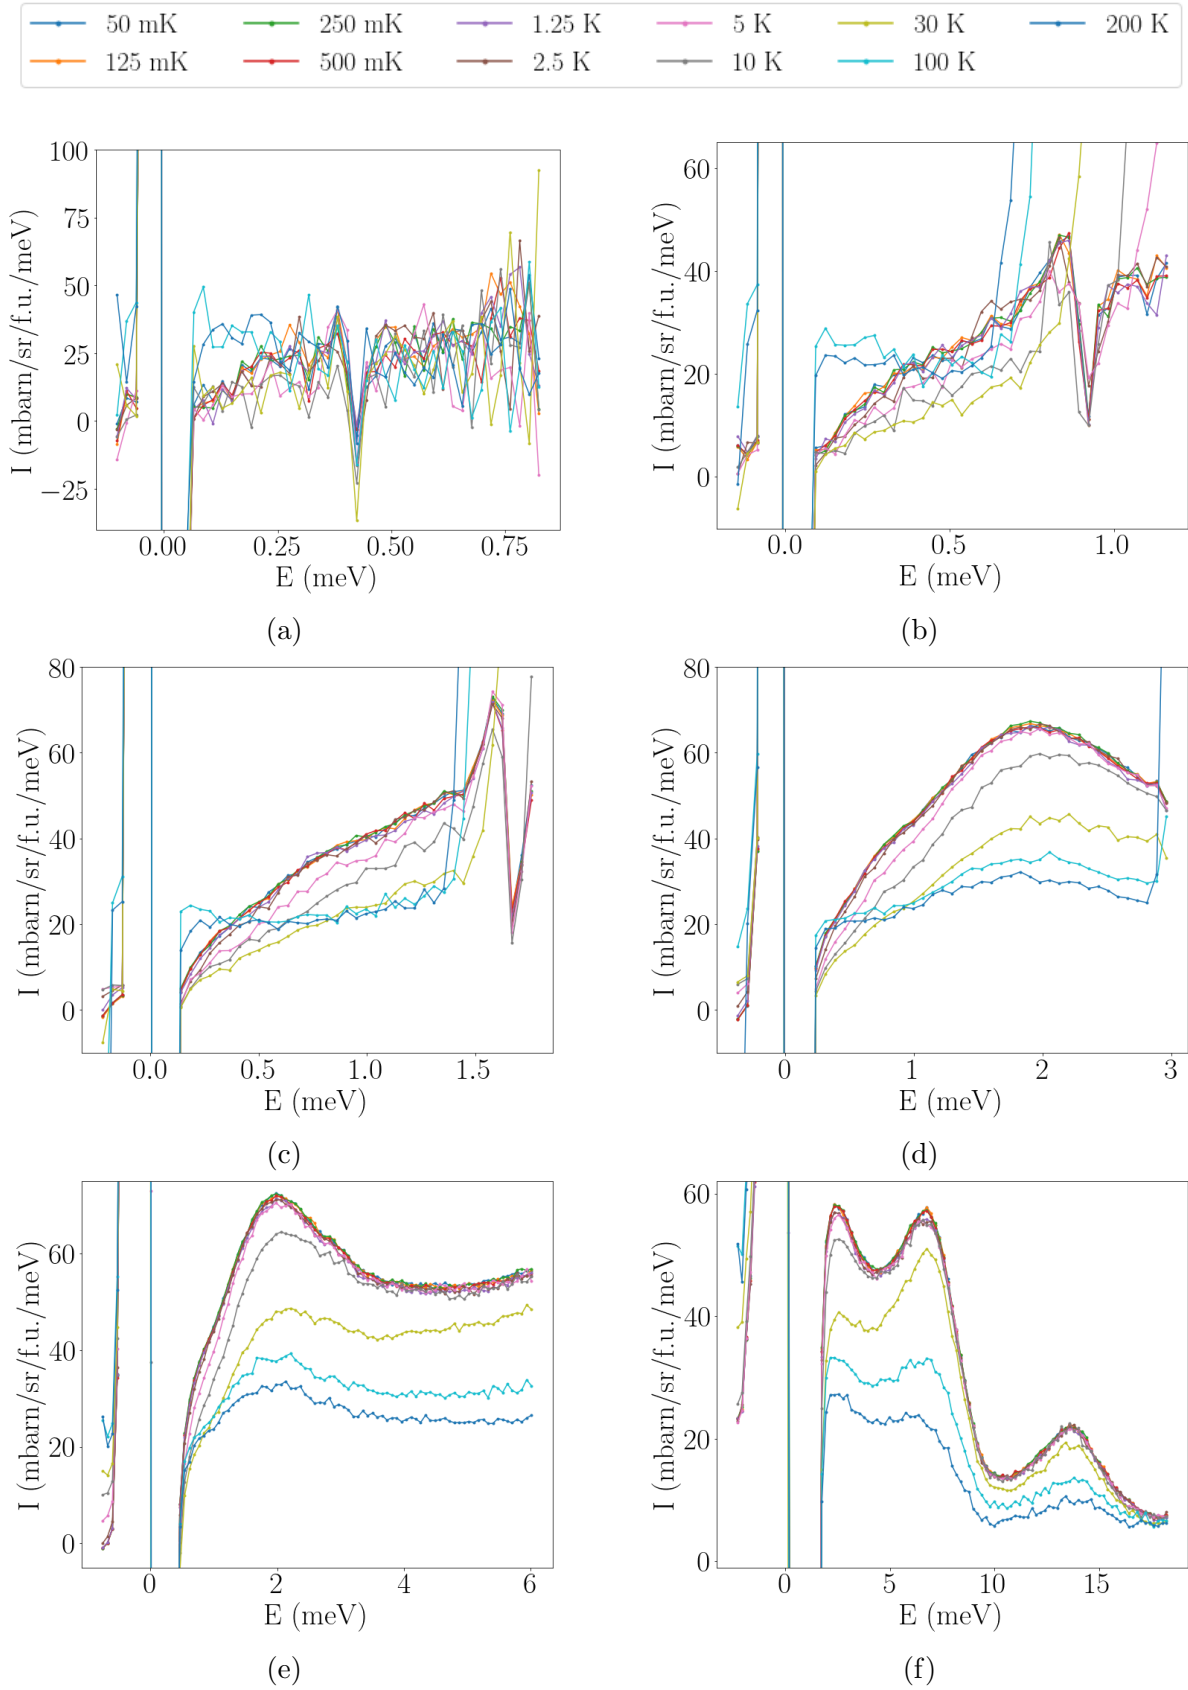 50 mK 250 mK 1.25 K 5 K 30 K 200 K
125 mK 500 mK 2.5 K 10 K 100 K
100
75
50
25
0
−25
I (mbarn/sr/f.u./meV)
0.00 0.25 0.50 0.75
E (meV)
(a)
60
40
20
0
I (mbarn/sr/f.u./meV)
0.0 0.5 1.0
E (meV)
(b)
80
60
40
20
0
I (mbarn/sr/f.u./meV)
0.0 0.5 1.0 1.5
E (meV)
(c)
80
60
40
20
0
I (mbarn/sr/f.u./meV)
0 1 2 3
E (meV)
(d)
60
40
20
0
I (mbarn/sr/f.u./meV)
0 2 4 6
E (meV)
(e)
60
40
20
0
I (mbarn/sr/f.u./meV)
0 5 10 15
E (meV)
(f)